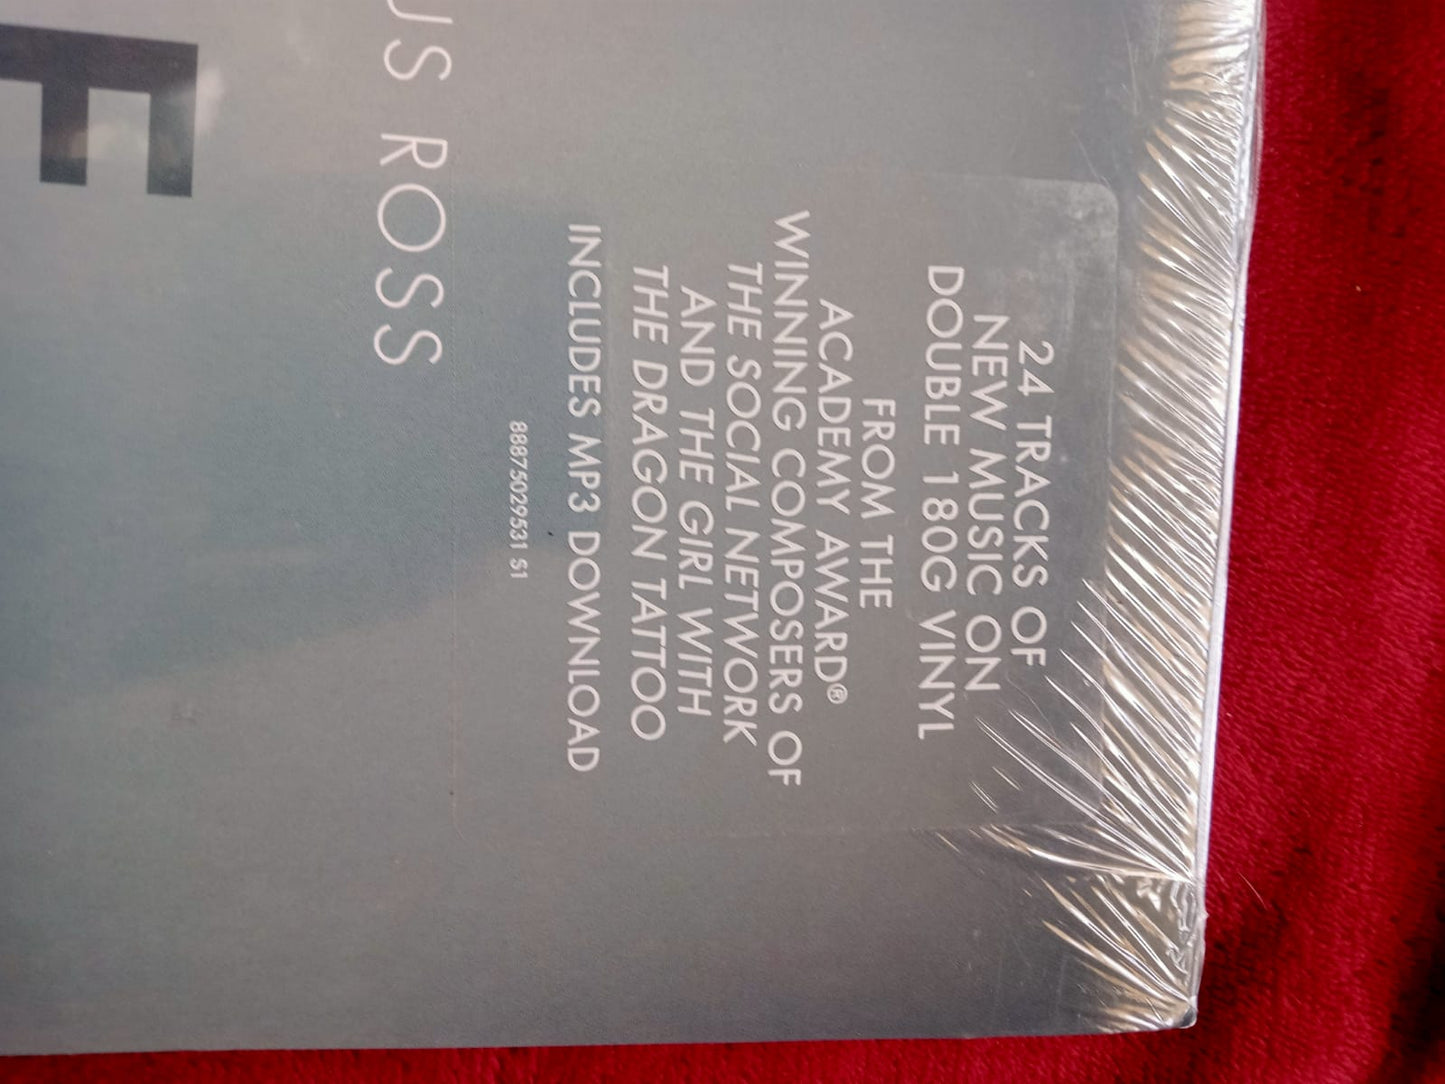 ROSS
24 TRACKS OF
NEW MUSIC ON
DOUBLE 180G VINYL
FROM THE
ACADEMY AWARD®
WINNING COMPOSERS OF
THE SOCIAL NETWORK
AND THE GIRL WITH
THE DRAGON TATTOO
INCLUDES MP3 DOWNLOAD
88875029531 S1